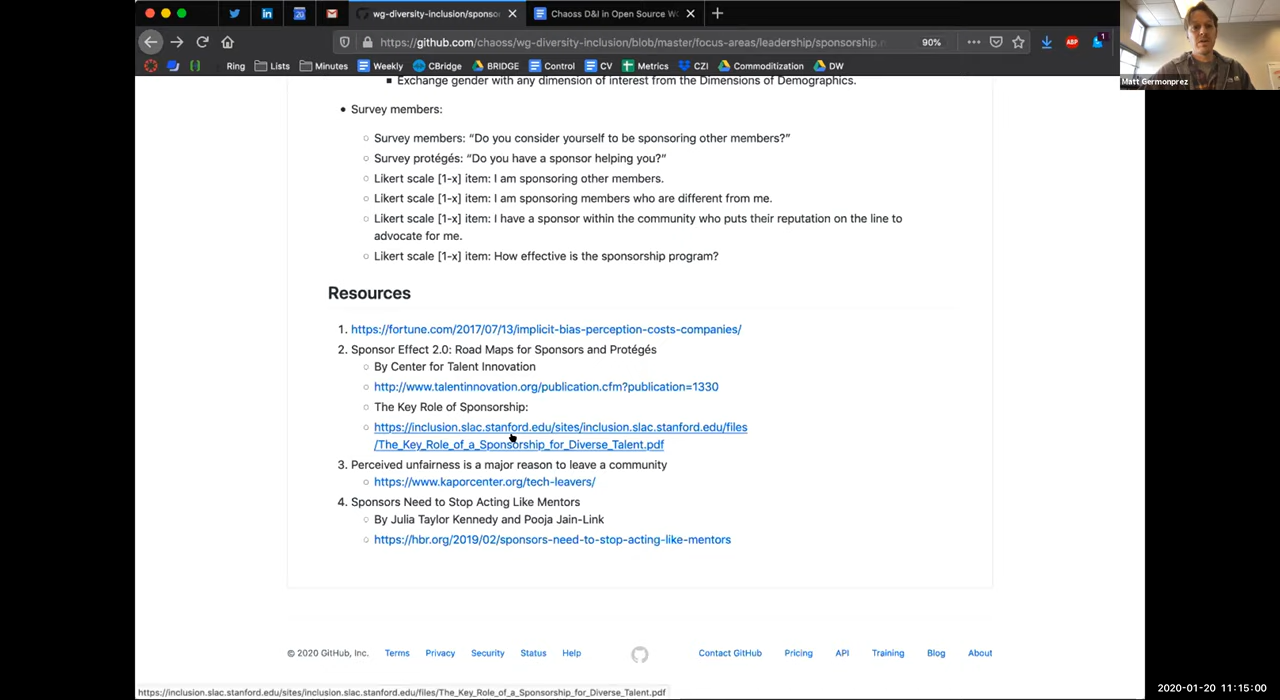 wg-diversity-inclusion/sponso
Chaoss D&I in Open Source W
https://github.com/chaoss/wg-diversity-inclusion/blob/master/focus-areas/leadership/sponsorship.
90%
ABP
1
Ring
Lists
Minutes
Weekly
CBridge
BRIDGE
Control
CV
Metrics
CZI
Commoditization
DW
Matt Germonprez
▪ Exchange gender with any dimension of interest from the Dimensions of Demographics.
• Survey members:
○ Survey members: “Do you consider yourself to be sponsoring other members?”
○ Survey protégés: “Do you have a sponsor helping you?”
○ Likert scale [1-x] item: I am sponsoring other members.
○ Likert scale [1-x] item: I am sponsoring members who are different from me.
○ Likert scale [1-x] item: I have a sponsor within the community who puts their reputation on the line to
advocate for me.
○ Likert scale [1-x] item: How effective is the sponsorship program?
Resources
1. https://fortune.com/2017/07/13/implicit-bias-perception-costs-companies/
2. Sponsor Effect 2.0: Road Maps for Sponsors and Protégés
○ By Center for Talent Innovation
○ http://www.talentinnovation.org/publication.cfm?publication=1330
○ The Key Role of Sponsorship:
○ https://inclusion.slac.stanford.edu/sites/inclusion.slac.stanford.edu/files
/The_Key_Role_of_a_Sponsorship_for_Diverse_Talent.pdf
3. Perceived unfairness is a major reason to leave a community
○ https://www.kaporcenter.org/tech-leavers/
4. Sponsors Need to Stop Acting Like Mentors
○ By Julia Taylor Kennedy and Pooja Jain-Link
○ https://hbr.org/2019/02/sponsors-need-to-stop-acting-like-mentors
© 2020 GitHub, Inc.
Terms
Privacy
Security
Status
Help
Contact GitHub
Pricing
API
Training
Blog
About
https://inclusion.slac.stanford.edu/sites/inclusion.slac.stanford.edu/files/The_Key_Role_of_a_Sponsorship_for_Diverse_Talent.pdf
2020-01-20 11:15:00